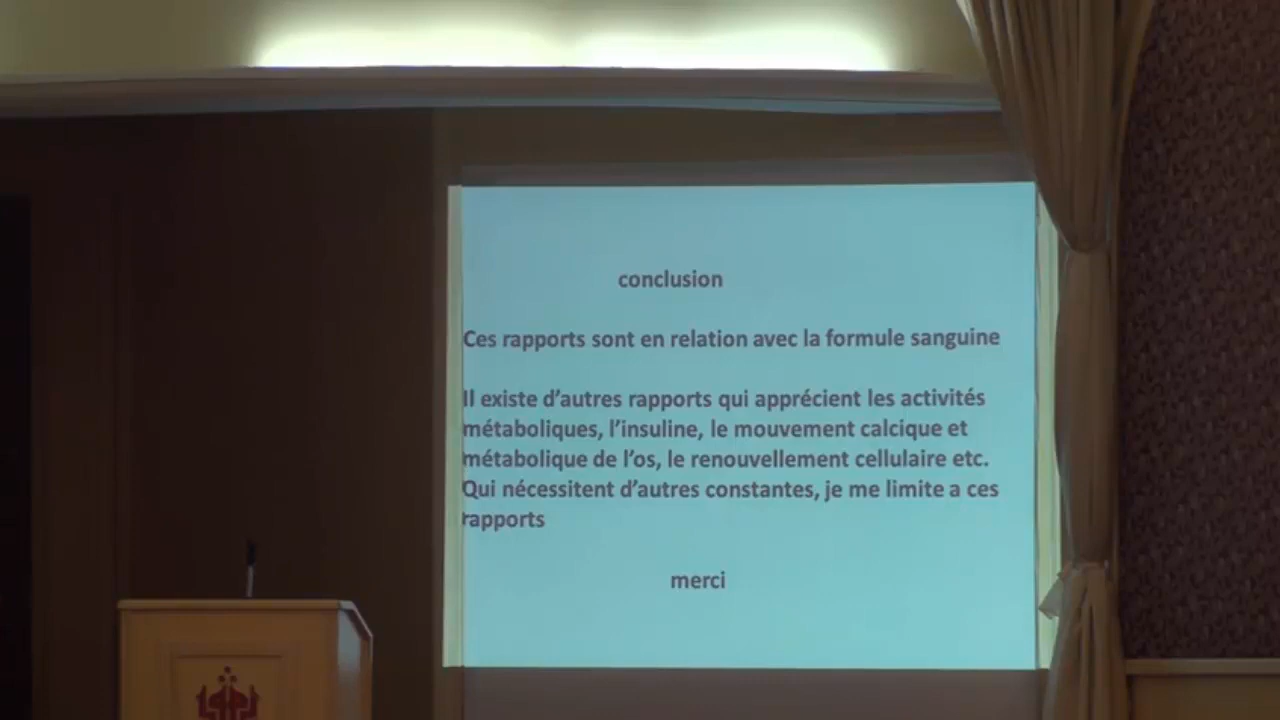 conclusion
Ces rapports sont en relation avec la formule sanguine
Il existe d'autres rapports qui apprécient les activités
métaboliques, l'insuline, le mouvement calcique et
métabolique de l'os, le renouvellement cellulaire etc.
Qui nécessitent d'autres constantes, je me limite a ces
rapports
merci